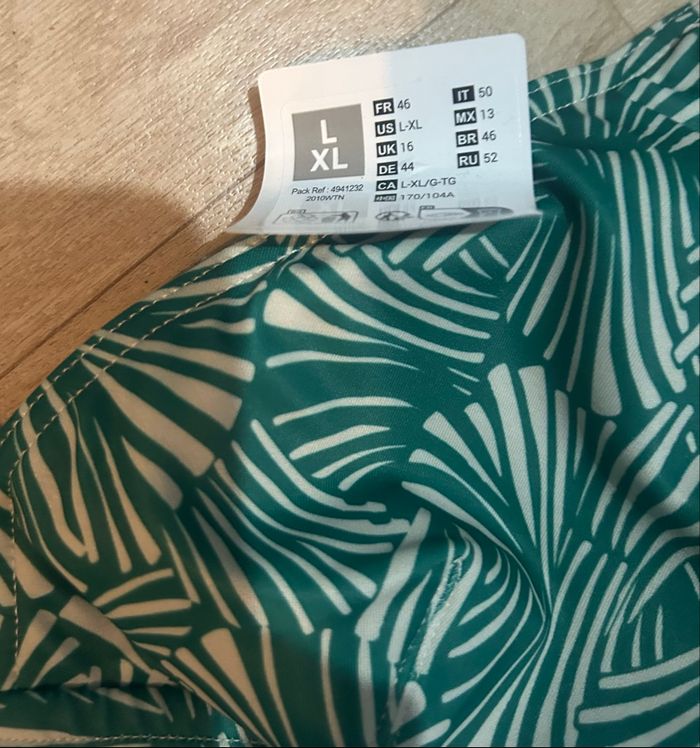 L
XL
Pack Ref : 4941232
2010WTN
FR 46
US L-XL
UK 16
DE 44
CA L-XL/G-TG
170/104A
IT 50
MX 13
BR 46
RU 52